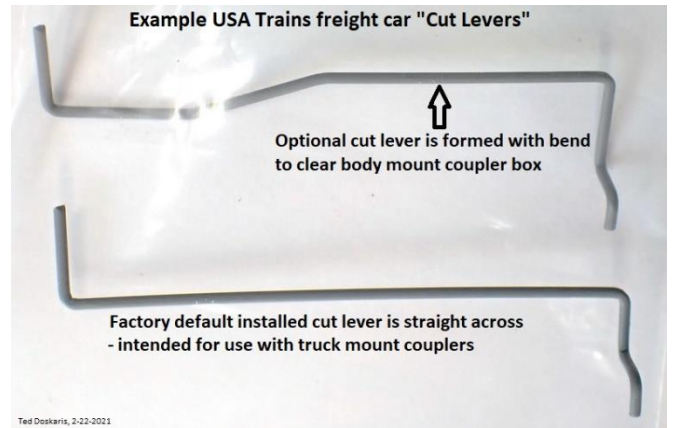 Example USA Trains freight car "Cut Levers"
Optional cut lever is formed with bend
to clear body mount coupler box
Factory default installed cut lever is straight across
- intended for use with truck mount couplers
Ted Doskaris, 2-22-2021